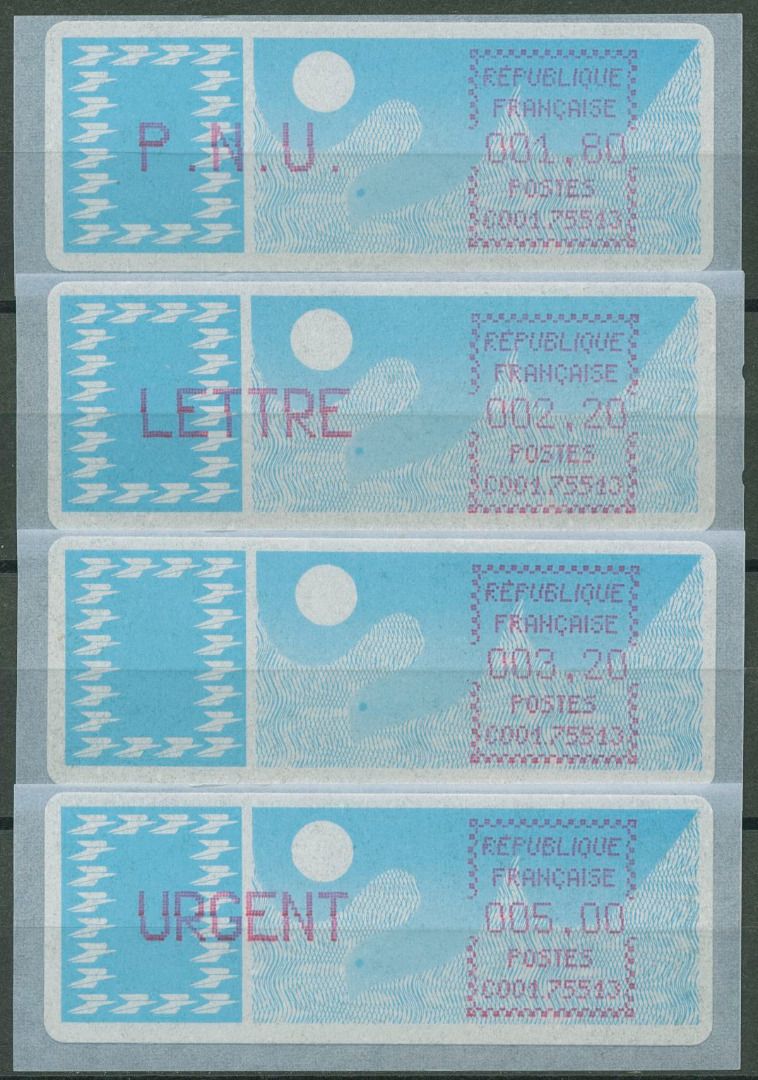 P.N.U.
RÉPUBLIQUE
FRANÇAISE
001,80
POSTES
C001.75513
LETTRE
RÉPUBLIQUE
FRANÇAISE
002,20
POSTES
C001.75513
RÉPUBLIQUE
FRANÇAISE
003,20
POSTES
C001.75513
URGENT
RÉPUBLIQUE
FRANÇAISE
005,00
POSTES
C001.75513